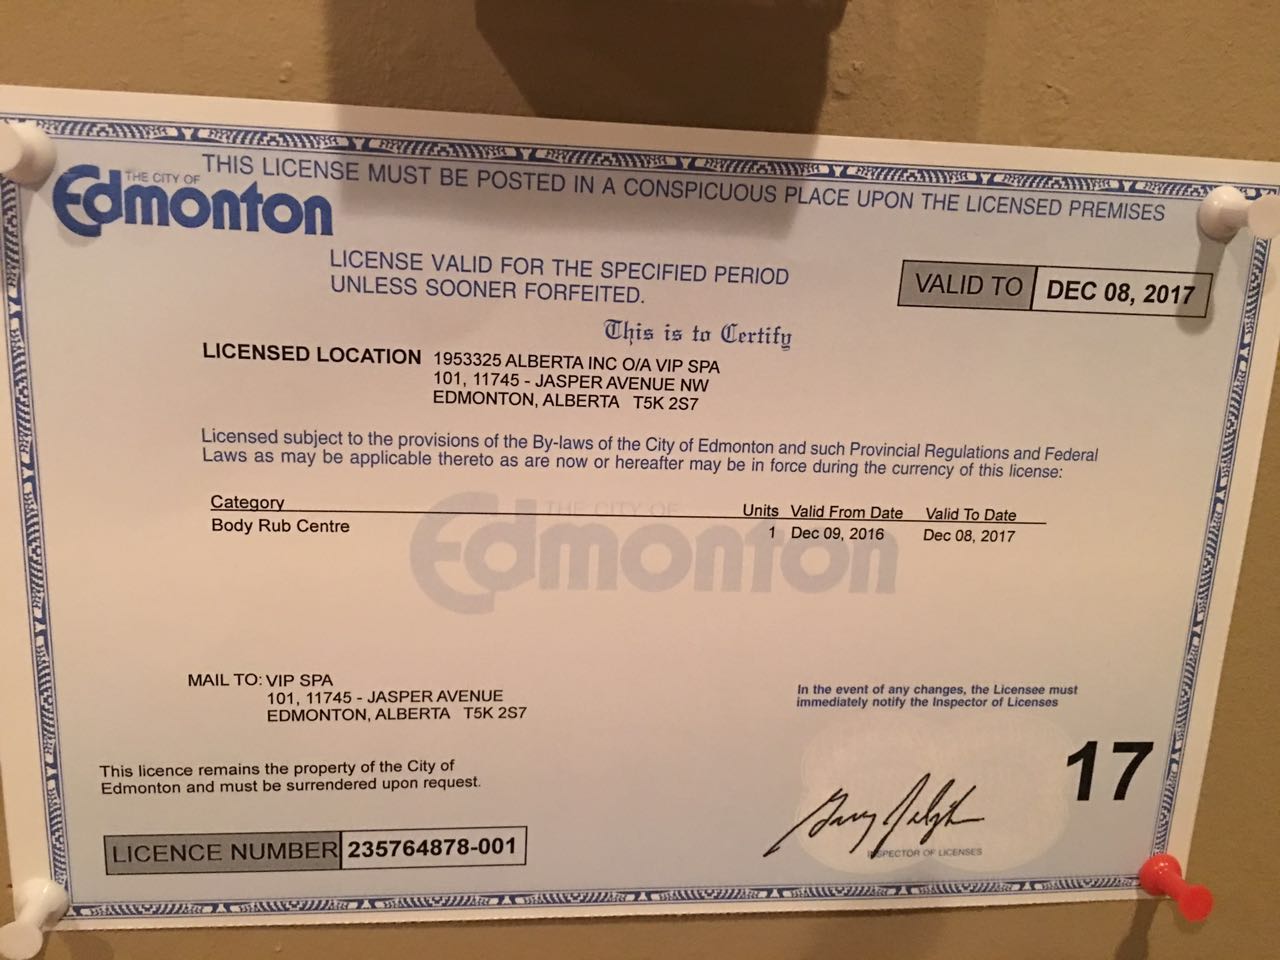 THE CITY OF
Edmonton
THIS LICENSE MUST BE POSTED IN A CONSPICUOUS PLACE UPON THE LICENSED PREMISES
LICENSE VALID FOR THE SPECIFIED PERIOD
UNLESS SOONER FORFEITED.
VALID TO DEC 08, 2017
This is to Certify
LICENSED LOCATION 1953325 ALBERTA INC O/A VIP SPA
101, 11745 - JASPER AVENUE NW
EDMONTON, ALBERTA T5K 2S7
Licensed subject to the provisions of the By-laws of the City of Edmonton and such Provincial Regulations and Federal
Laws as may be applicable thereto as are now or hereafter may be in force during the currency of this license:
Category Units Valid From Date Valid To Date
Body Rub Centre 1 Dec 09, 2016 Dec 08, 2017
THE CITY OF
Edmonton
MAIL TO: VIP SPA
101, 11745 - JASPER AVENUE
EDMONTON, ALBERTA T5K 2S7
In the event of any changes, the Licensee must
immediately notify the Inspector of Licenses
17
This licence remains the property of the City of
Edmonton and must be surrendered upon request.
INSPECTOR OF LICENSES
LICENCE NUMBER 235764878-001